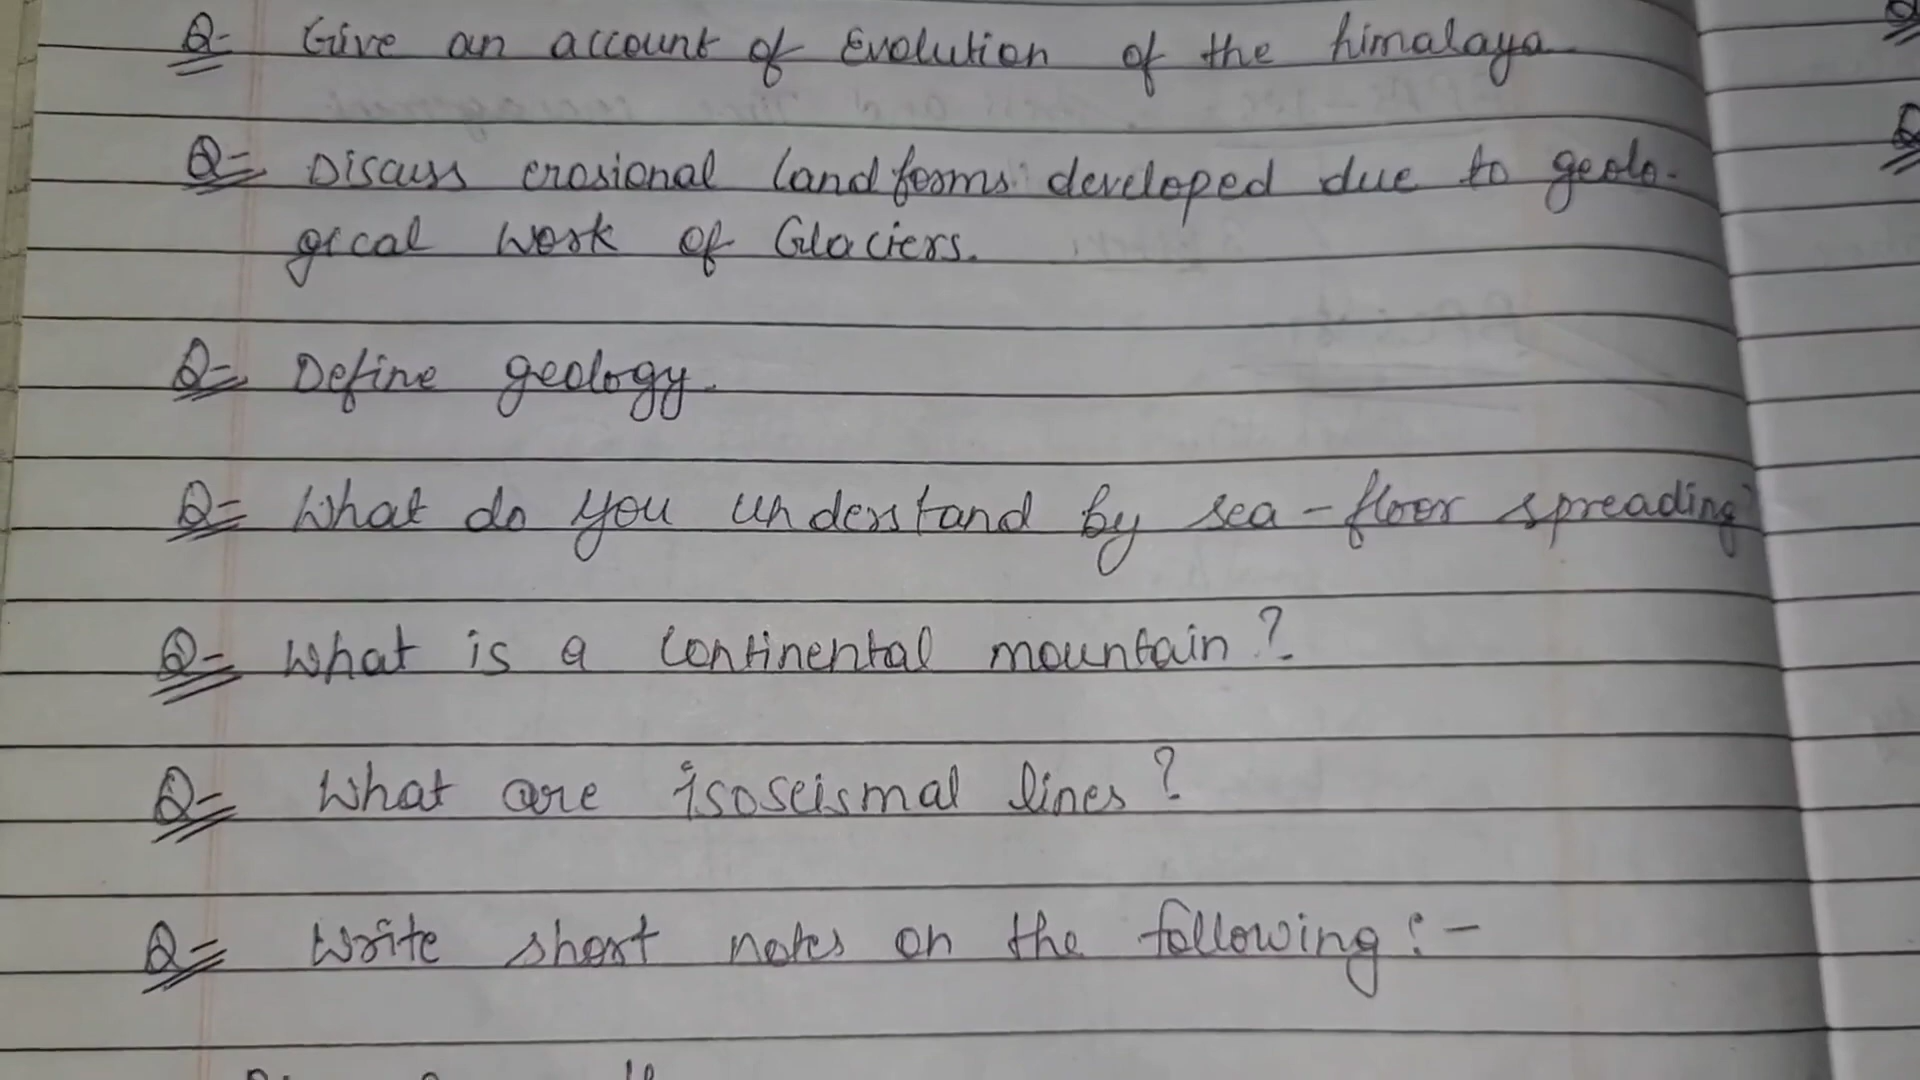 Q- Give an account of Evolution of the himalaya
Q= Discuss erosional landforms developed due to geolo-
gical work of Glaciers.
Q= Define geology.
Q= What do you understand by sea-floor spreading?
Q= What is a continental mountain?
Q= What are isoseismal lines?
Q= Write short notes on the following:-